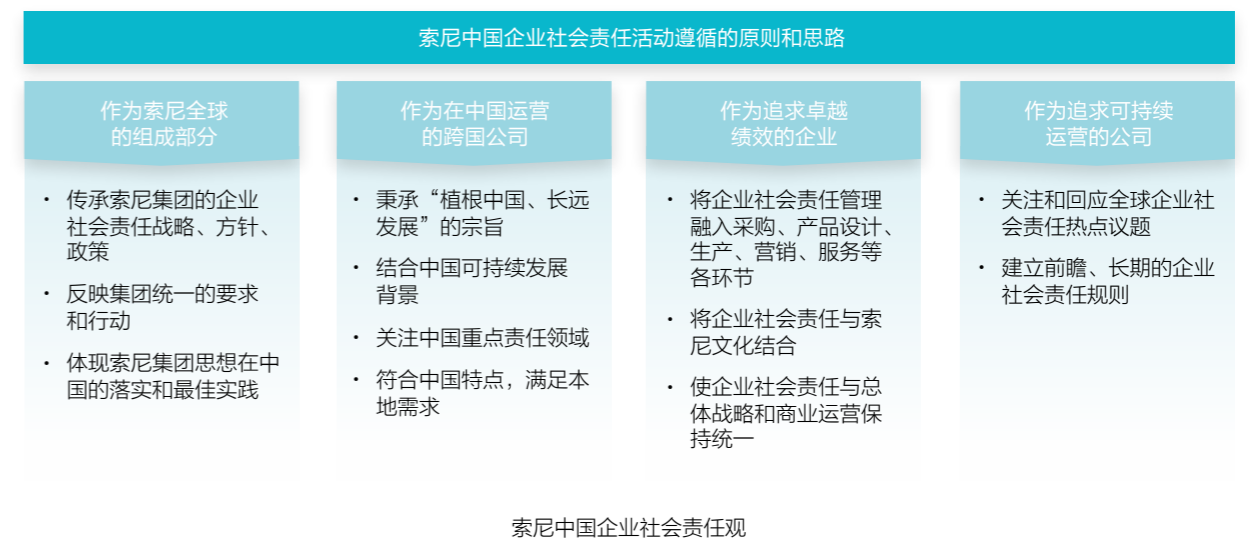 索尼中国企业社会责任活动遵循的原则和思路
作为索尼全球
的组成部分
• 传承索尼集团的企业
社会责任战略、方针、
政策
• 反映集团统一的要求
和行动
• 体现索尼集团思想在中
国的落实和最佳实践
作为在中国运营
的跨国公司
• 秉承“植根中国、长远
发展”的宗旨
• 结合中国可持续发展
背景
• 关注中国重点责任领域
• 符合中国特点，满足本
地需求
作为追求卓越
绩效的企业
• 将企业社会责任管理
融入采购、产品设计、
生产、营销、服务等
各环节
• 将企业社会责任与索
尼文化结合
• 使企业社会责任与总
体战略和商业运营保
持统一
作为追求可持续
运营的公司
• 关注和回应全球企业社
会责任热点议题
• 建立前瞻、长期的企业
社会责任规则
索尼中国企业社会责任观